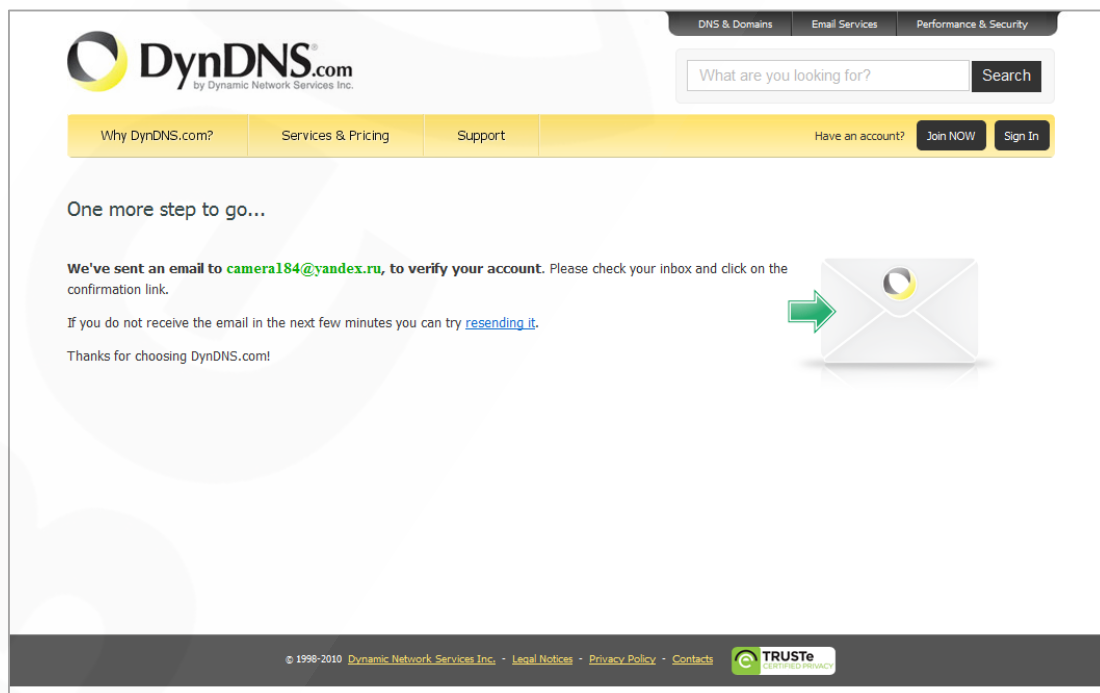 DNS & Domains Email Services Performance & Security
DynDNS.com
by Dynamic Network Services Inc.
What are you looking for? Search
Why DynDNS.com? Services & Pricing Support Have an account? Join NOW Sign In
One more step to go...
We've sent an email to camera184@yandex.ru, to verify your account. Please check your inbox and click on the
confirmation link.
If you do not receive the email in the next few minutes you can try resending it.
Thanks for choosing DynDNS.com!
© 1998-2010 Dynamic Network Services Inc. - Legal Notices - Privacy Policy - Contacts
TRUSTe
CERTIFIED PRIVACY